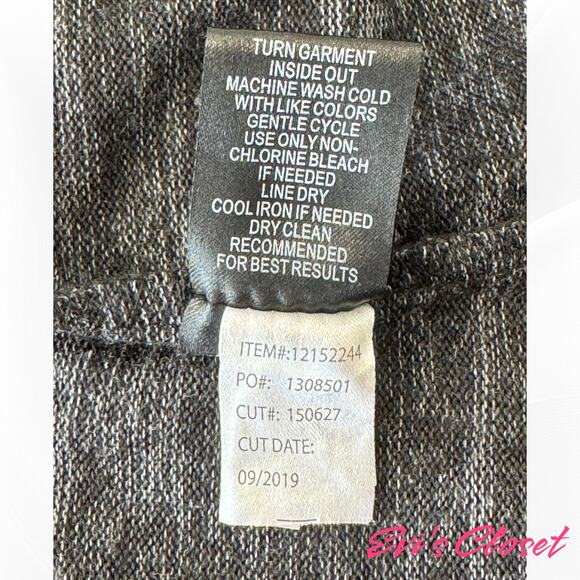 TURN GARMENT
INSIDE OUT
MACHINE WASH COLD
WITH LIKE COLORS
GENTLE CYCLE
USE ONLY NON-
CHLORINE BLEACH
IF NEEDED
LINE DRY
COOL IRON IF NEEDED
DRY CLEAN
RECOMMENDED
FOR BEST RESULTS
ITEM#:12152244
PO#: 1308501
CUT#: 150627
CUT DATE:
09/2019
Evi's Closet